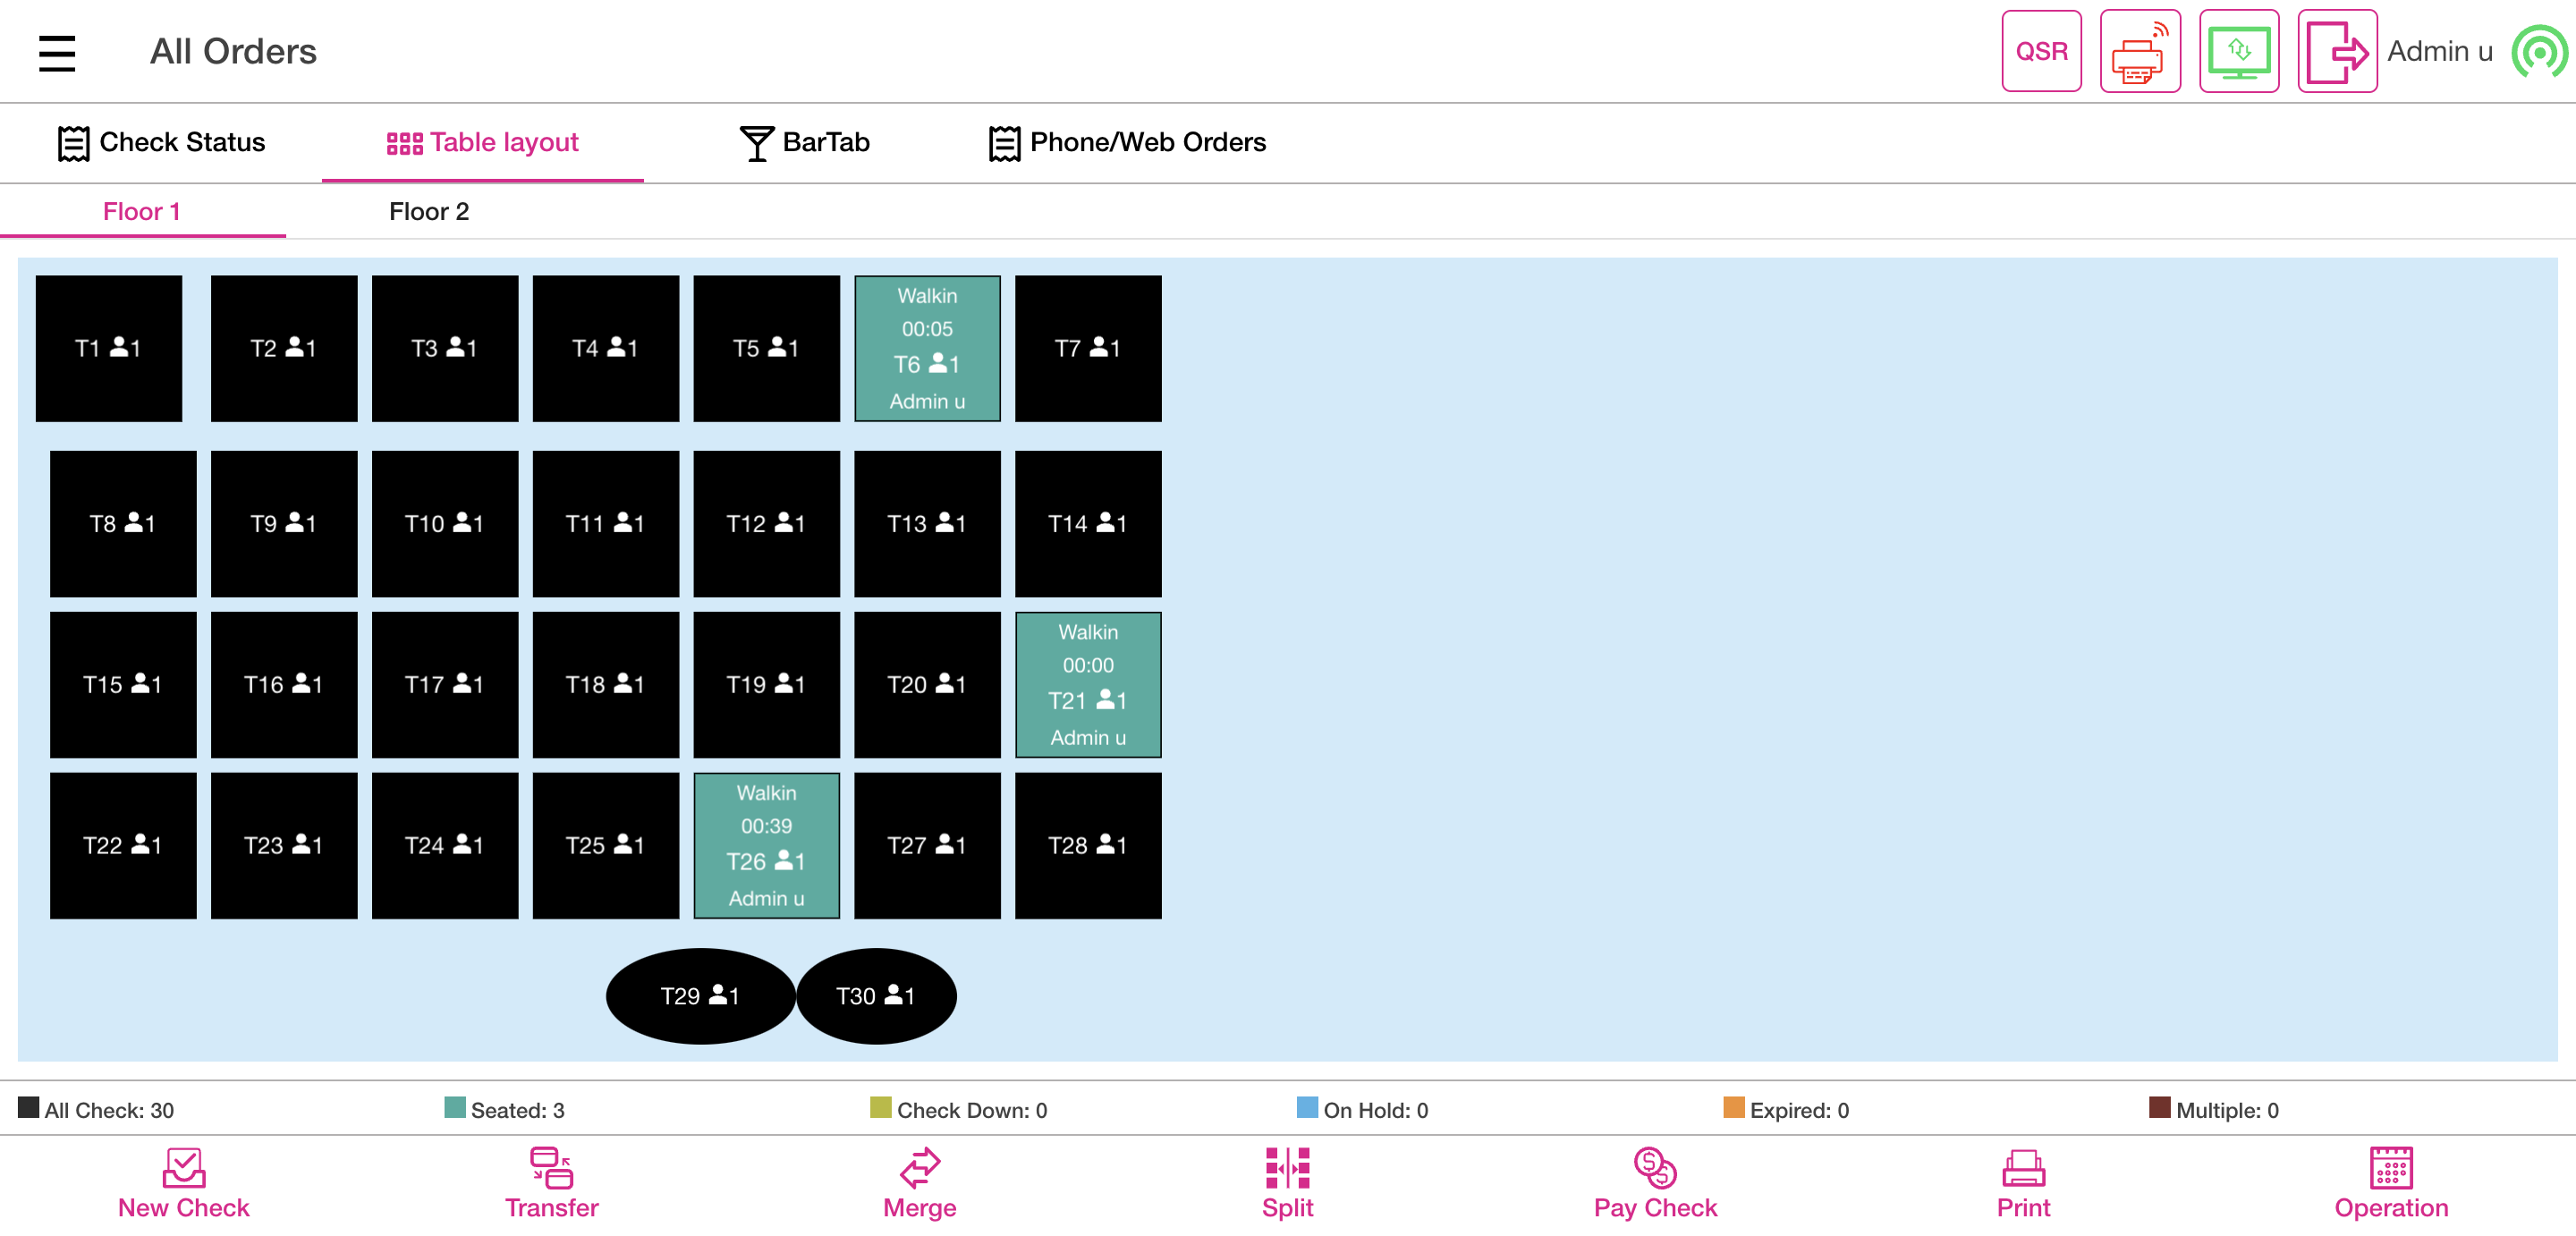 All Orders
QSR
Admin u
Check Status
Table layout
BarTab
Phone/Web Orders
Floor 1
Floor 2
T1 1
T2 1
T3 1
T4 1
T5 1
Walkin
00:05
T6 1
Admin u
T7 1
T8 1
T9 1
T10 1
T11 1
T12 1
T13 1
T14 1
T15 1
T16 1
T17 1
T18 1
T19 1
T20 1
Walkin
00:00
T21 1
Admin u
T22 1
T23 1
T24 1
T25 1
Walkin
00:39
T26 1
Admin u
T27 1
T28 1
T29 1
T30 1
All Check: 30
Seated: 3
Check Down: 0
On Hold: 0
Expired: 0
Multiple: 0
New Check
Transfer
Merge
Split
Pay Check
Print
Operation